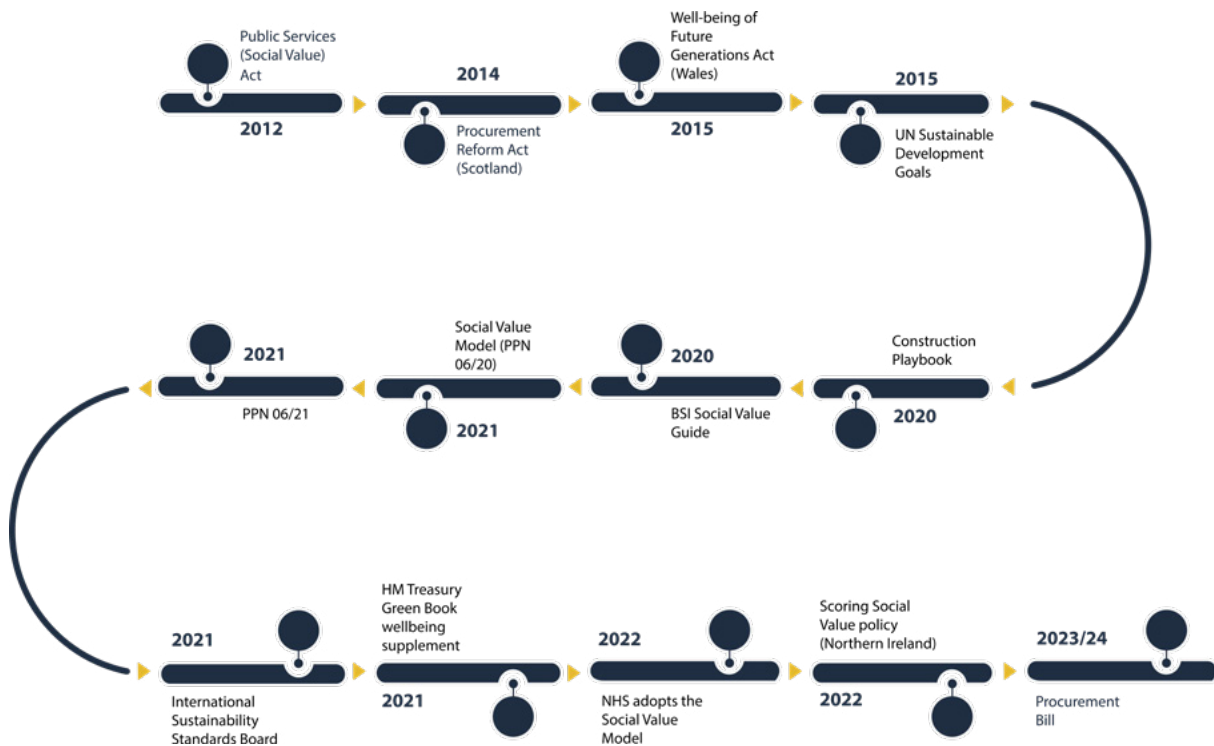 Public Services
(Social Value)
Act
2012
2014
Procurement
Reform Act
(Scotland)
Well-being of
Future
Generations Act
(Wales)
2015
2015
UN Sustainable
Development
Goals
Construction
Playbook
2020
2020
BSI Social Value
Guide
Social Value
Model (PPN
06/20)
2021
2021
PPN 06/21
2021
International
Sustainability
Standards Board
HM Treasury
Green Book
wellbeing
supplement
2021
2022
NHS adopts the
Social Value
Model
Scoring Social
Value policy
(Northern Ireland)
2022
2023/24
Procurement
Bill